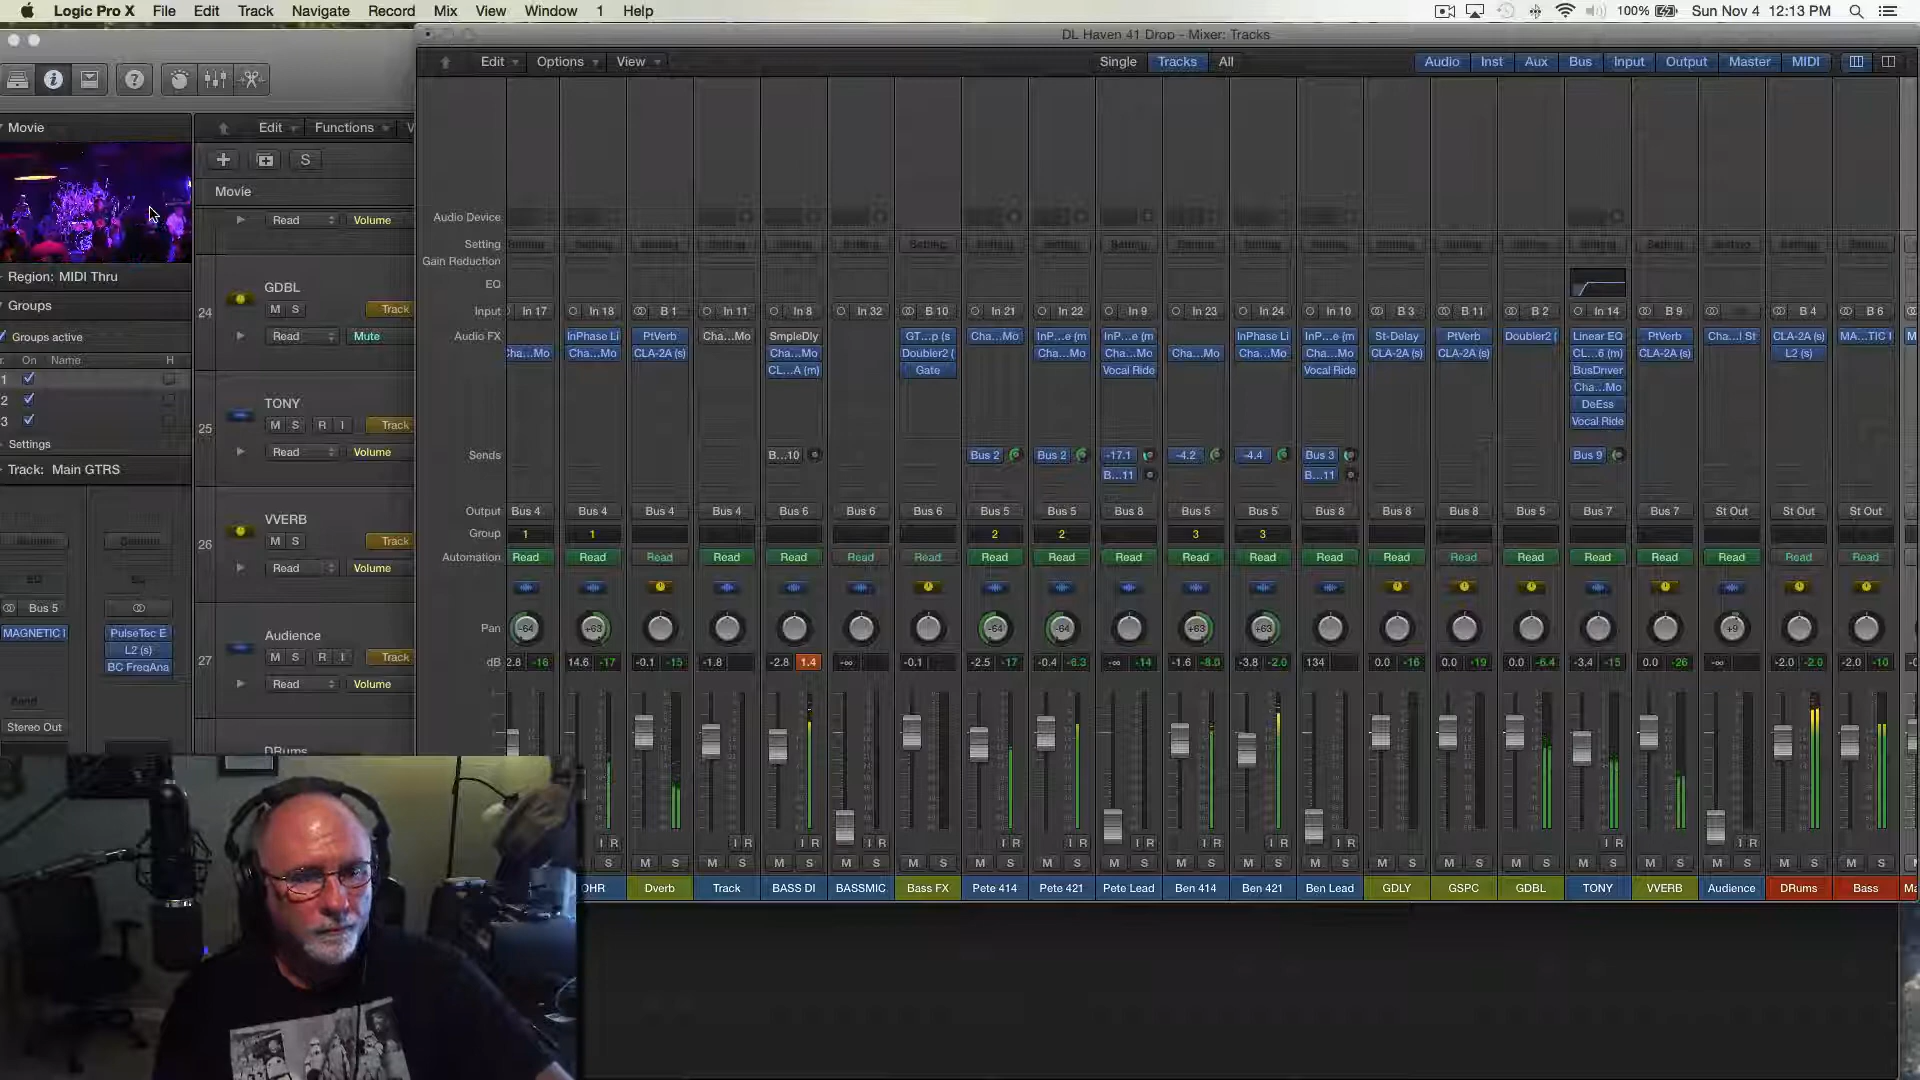 Logic Pro X File Edit Track Navigate Record Mix View Window 1 Help 100% Sun Nov 4 12:13 PM
DL Haven 41 Drop - Mixer: Tracks
Edit Options View Single Tracks All Audio Inst Aux Bus Input Output Master MIDI
Movie
Edit Functions V
S
Movie
Read Volume
Region: MIDI Thru
Groups
Groups active
On Name H
1
2
3
Settings
Track: Main GTRS
Bus 5
MAGNETIC I PulseTec E
L2 (s)
BC FreqAna
Stereo Out
24 GDBL
M S Track
Read Mute
25 TONY
M S R I Track
Read Volume
26 VVERB
M S Track
Read Volume
27 Audience
M S R I Track
Read Volume
DRums
Audio Device
Setting
Gain Reduction
EQ
Input In 17 In 18 B 1 In 11 In 8 In 32 B 10 In 21 In 22 In 9 In 23 In 24 In 10 B 3 B 11 B 2 In 14 B 9 B 4 B 6
Audio FX InPhase Li PtVerb Cha...Mo SmpleDly GT...p (s Cha...Mo InP...e (m InP...e (m InPhase Li InP...e (m St-Delay PtVerb Doubler2 ( Linear EQ PtVerb Cha...l St CLA-2A (s) MA...TIC I
Cha...Mo Cha...Mo CLA-2A (s) Cha...Mo Doubler2 ( Cha...Mo Cha...Mo Cha...Mo Cha...Mo Cha...Mo CLA-2A (s) CLA-2A (s) CL...6 (m) CLA-2A (s) L2 (s)
CL...A (m) Gate Vocal Ride Vocal Ride BusDriver
Cha...Mo
DeEss
Vocal Ride
Sends B...10 Bus 2 Bus 2 -17.1 -4.2 -4.4 Bus 3 Bus 9
B...11 B...11
Output Bus 4 Bus 4 Bus 4 Bus 4 Bus 6 Bus 6 Bus 6 Bus 5 Bus 5 Bus 8 Bus 5 Bus 5 Bus 8 Bus 8 Bus 8 Bus 5 Bus 7 Bus 7 St Out St Out St Out
Group 1 1 2 2 3 3
Automation Read Read Read Read Read Read Read Read Read Read Read Read Read Read Read Read Read Read Read Read Read
Pan -64 +63 -64 -64 +63 +63 +9
dB 2.8 -16 14.6 -17 -0.1 -15 -1.8 -2.8 1.4 -∞ -0.1 -2.5 -17 -0.4 -6.3 -∞ -14 -1.6 -8.0 -3.8 -2.0 134 0.0 -16 0.0 -19 0.0 -6.4 -3.4 -15 0.0 -26 -∞ -2.0 -2.0 -2.0 -10
I R I R I R I R I R I R I R I R I R I R I R
S M S M S M S M S M S M S M S M S M S M S M S M S M S M S M S M S M S M S M S
OHR Dverb Track BASS DI BASSMIC Bass FX Pete 414 Pete 421 Pete Lead Ben 414 Ben 421 Ben Lead GDLY GSPC GDBL TONY VVERB Audience DRums Bass